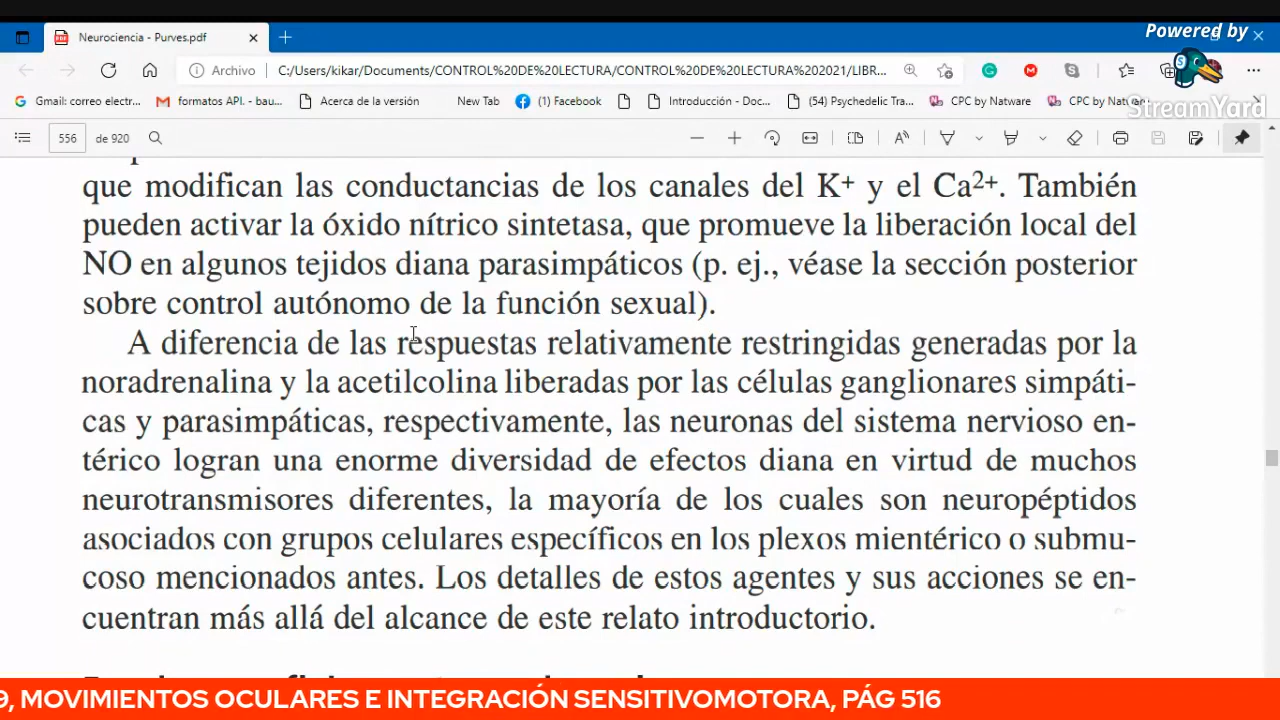 Neurociencia - Purves.pdf
Powered by
Archivo
C:/Users/kikar/Documents/CONTROL%20DE%20LECTURA/CONTROL%20DE%20LECTURA%202021/LIBR...
Gmail: correo electr...
formatos API. - bau...
Acerca de la versión
New Tab
(1) Facebook
Introducción - Doc...
(54) Psychedelic Tra...
CPC by Natware
CPC by Natw
StreamYard
556
de 920
que modifican las conductancias de los canales del K+ y el Ca2+. También
pueden activar la óxido nítrico sintetasa, que promueve la liberación local del
NO en algunos tejidos diana parasimpáticos (p. ej., véase la sección posterior
sobre control autónomo de la función sexual).
A diferencia de las respuestas relativamente restringidas generadas por la
noradrenalina y la acetilcolina liberadas por las células ganglionares simpáti-
cas y parasimpáticas, respectivamente, las neuronas del sistema nervioso en-
térico logran una enorme diversidad de efectos diana en virtud de muchos
neurotransmisores diferentes, la mayoría de los cuales son neuropéptidos
asociados con grupos celulares específicos en los plexos mientérico o submu-
coso mencionados antes. Los detalles de estos agentes y sus acciones se en-
cuentran más allá del alcance de este relato introductorio.
9, MOVIMIENTOS OCULARES E INTEGRACIÓN SENSITIVOMOTORA, PÁG 516